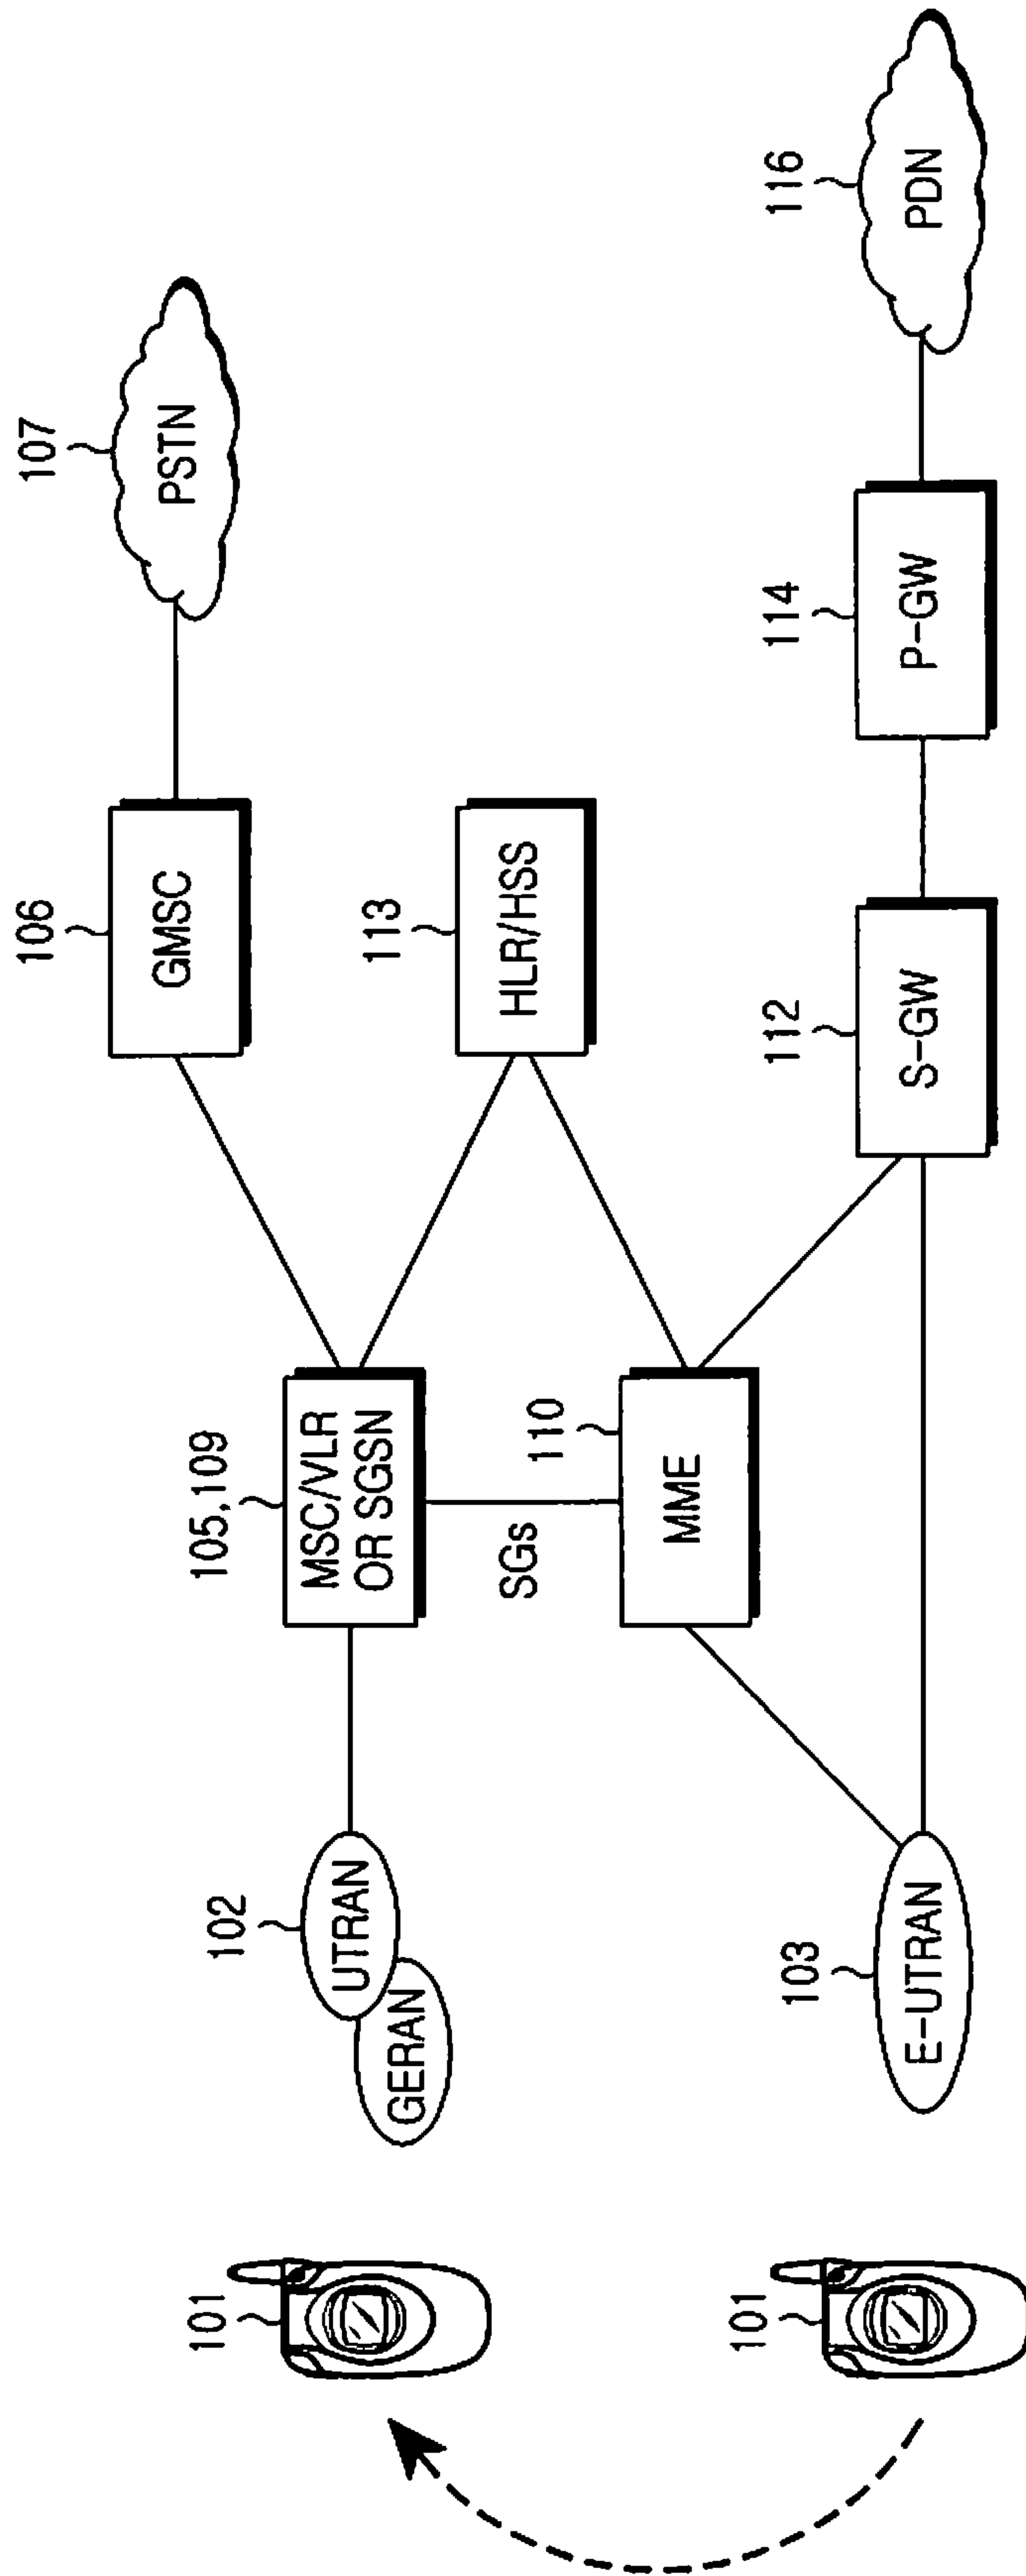 101
101
102
UTRAN
GERAN
103
E-UTRAN
105,109
MSC/VLR
OR SGSN
SGs
110
MME
106
GMSC
107
PSTN
113
HLR/HSS
112
S-GW
114
P-GW
116
PDN